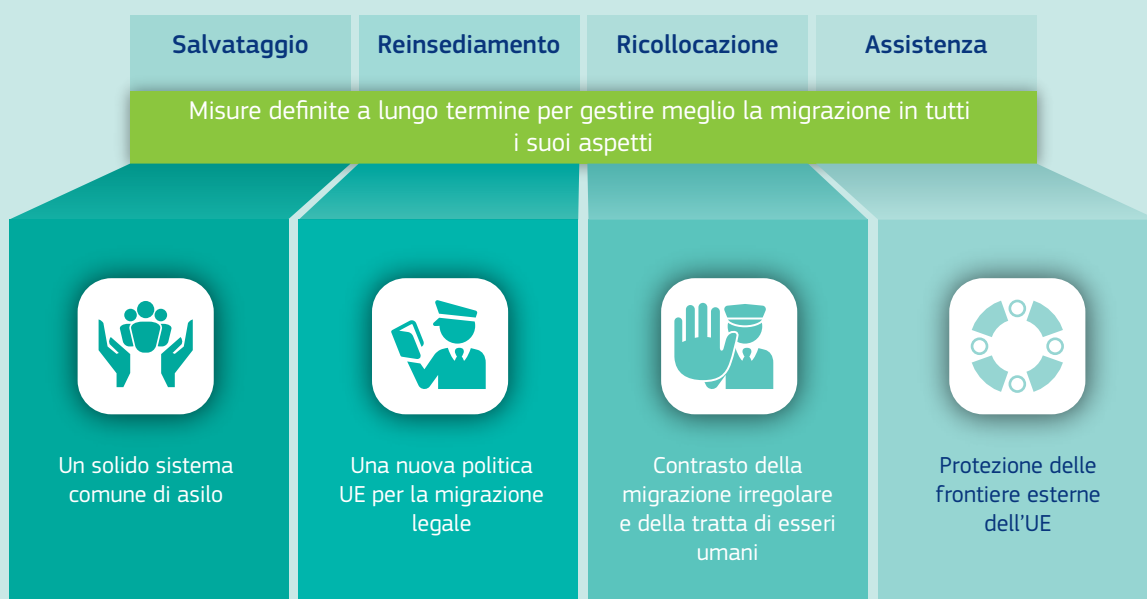 Salvataggio
Reinsediamento
Ricollocazione
Assistenza
Misure definite a lungo termine per gestire meglio la migrazione in tutti
i suoi aspetti
Un solido sistema
comune di asilo
Una nuova politica
UE per la migrazione
legale
Contrasto della
migrazione irregolare
e della tratta di esseri
umani
Protezione delle
frontiere esterne
dell'UE